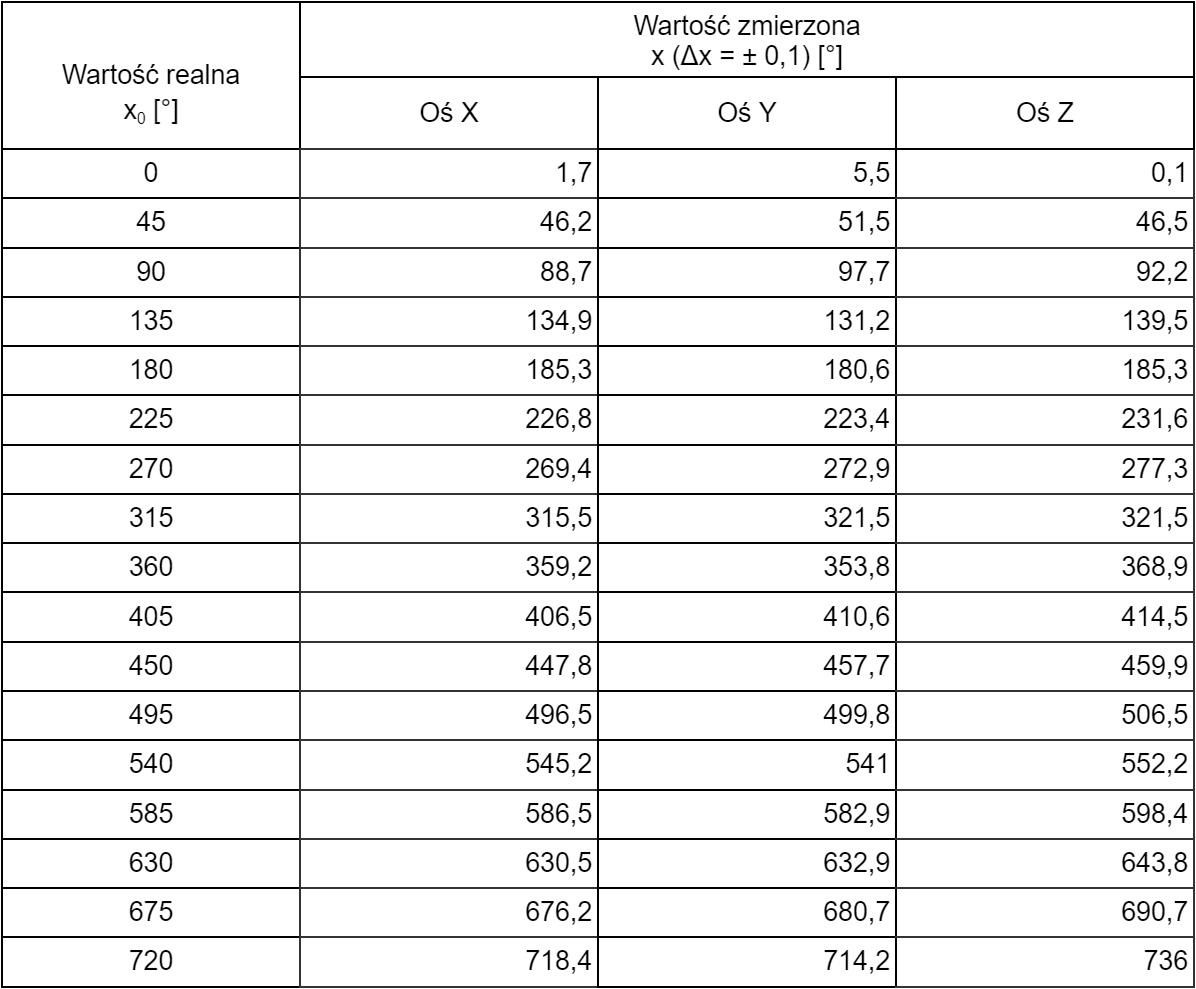 Wartość realna
x₀ [°]
Wartość zmierzona
x (Δx = ± 0,1) [°]
Oś X Oś Y Oś Z
0 1,7 5,5 0,1
45 46,2 51,5 46,5
90 88,7 97,7 92,2
135 134,9 131,2 139,5
180 185,3 180,6 185,3
225 226,8 223,4 231,6
270 269,4 272,9 277,3
315 315,5 321,5 321,5
360 359,2 353,8 368,9
405 406,5 410,6 414,5
450 447,8 457,7 459,9
495 496,5 499,8 506,5
540 545,2 541 552,2
585 586,5 582,9 598,4
630 630,5 632,9 643,8
675 676,2 680,7 690,7
720 718,4 714,2 736